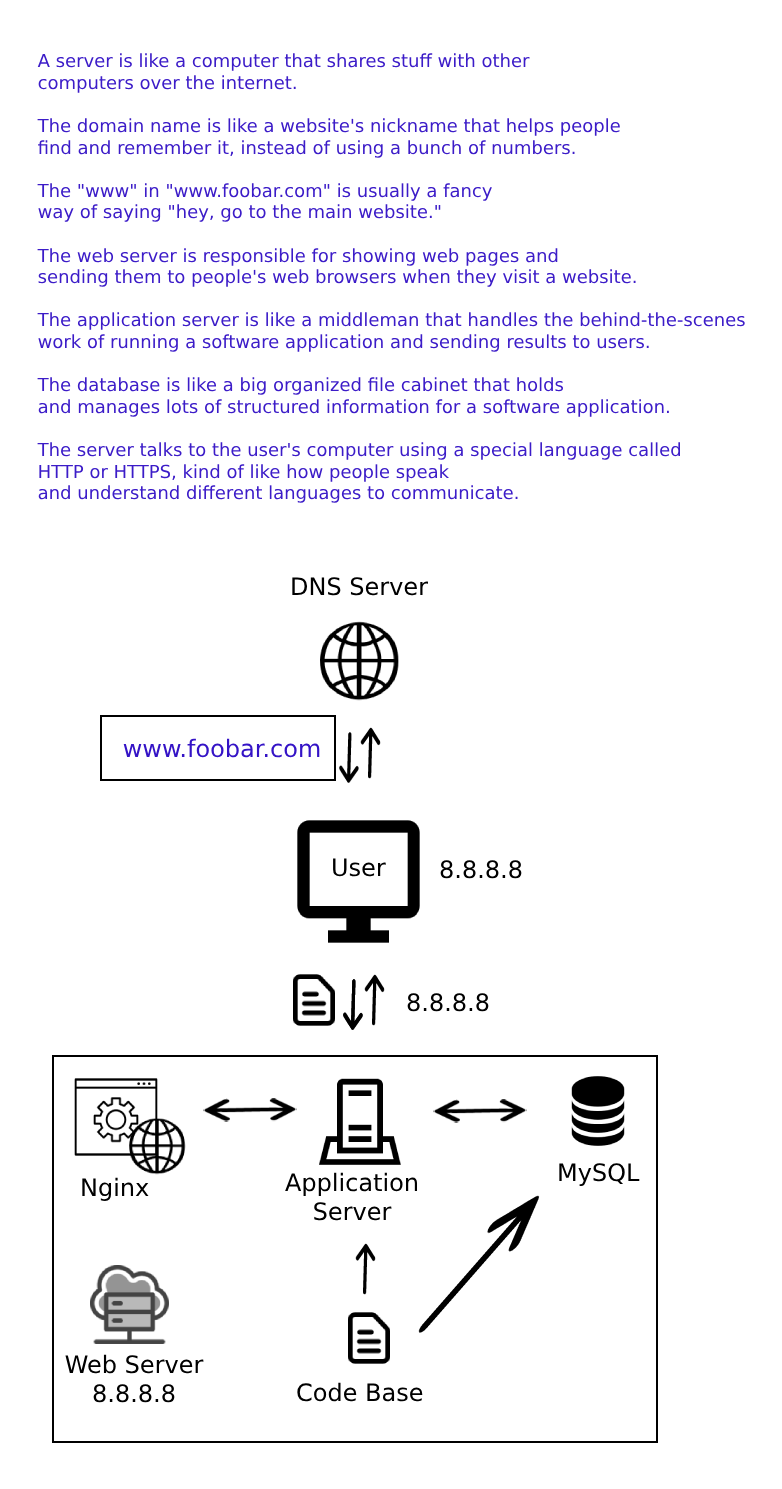 A server is like a computer that shares stuff with other
computers over the internet.
The domain name is like a website's nickname that helps people
find and remember it, instead of using a bunch of numbers.
The "www" in "www.foobar.com" is usually a fancy
way of saying "hey, go to the main website."
The web server is responsible for showing web pages and
sending them to people's web browsers when they visit a website.
The application server is like a middleman that handles the behind-the-scenes
work of running a software application and sending results to users.
The database is like a big organized file cabinet that holds
and manages lots of structured information for a software application.
The server talks to the user's computer using a special language called
HTTP or HTTPS, kind of like how people speak
and understand different languages to communicate.
DNS Server
www.foobar.com
User
8.8.8.8
8.8.8.8
Nginx
Application
Server
MySQL
Web Server
8.8.8.8
Code Base